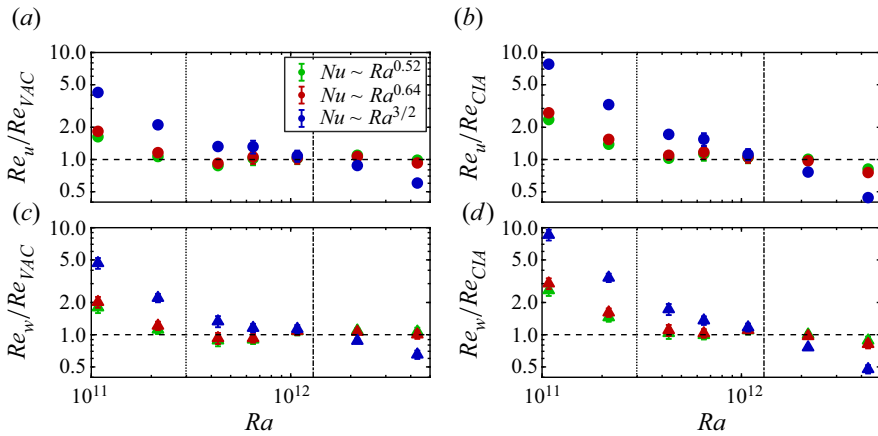 (a)
(b)
10.0
5.0
2.0
1.0
0.5
Re_u/Re_VAC
Nu ~ Ra^0.52
Nu ~ Ra^0.64
Nu ~ Ra^3/2
10.0
5.0
2.0
1.0
0.5
Re_u/Re_CIA
(c)
(d)
10.0
5.0
2.0
1.0
0.5
Re_w/Re_VAC
10^11
10^12
Ra
10.0
5.0
2.0
1.0
0.5
Re_w/Re_CIA
10^11
10^12
Ra